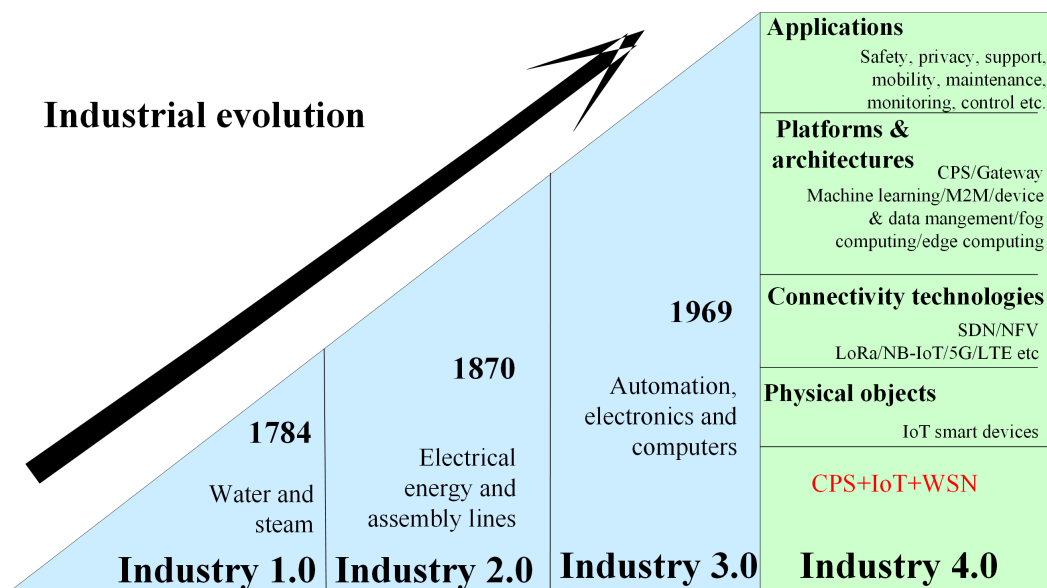 Industrial evolution
1784
Water and
steam
Industry 1.0
1870
Electrical
energy and
assembly lines
Industry 2.0
1969
Automation,
electronics and
computers
Industry 3.0
Applications
Safety, privacy, support,
mobility, maintenance,
monitoring, control etc.
Platforms &
architectures
CPS/Gateway
Machine learning/M2M/device
& data mangement/fog
computing/edge computing
Connectivity technologies
SDN/NFV
LoRa/NB-IoT/5G/LTE etc
Physical objects
IoT smart devices
CPS+IoT+WSN
Industry 4.0